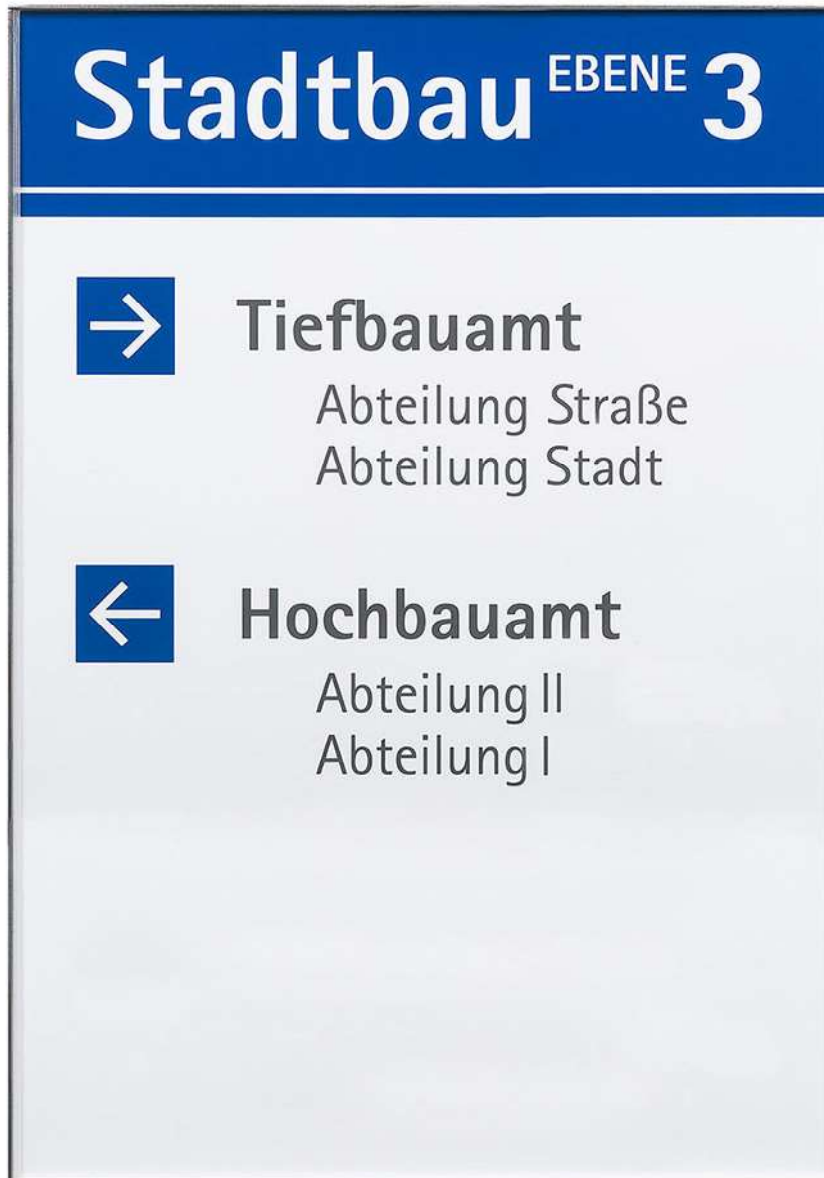 Stadtbau EBENE 3
Tiefbauamt
Abteilung Straße
Abteilung Stadt
Hochbauamt
Abteilung II
Abteilung I